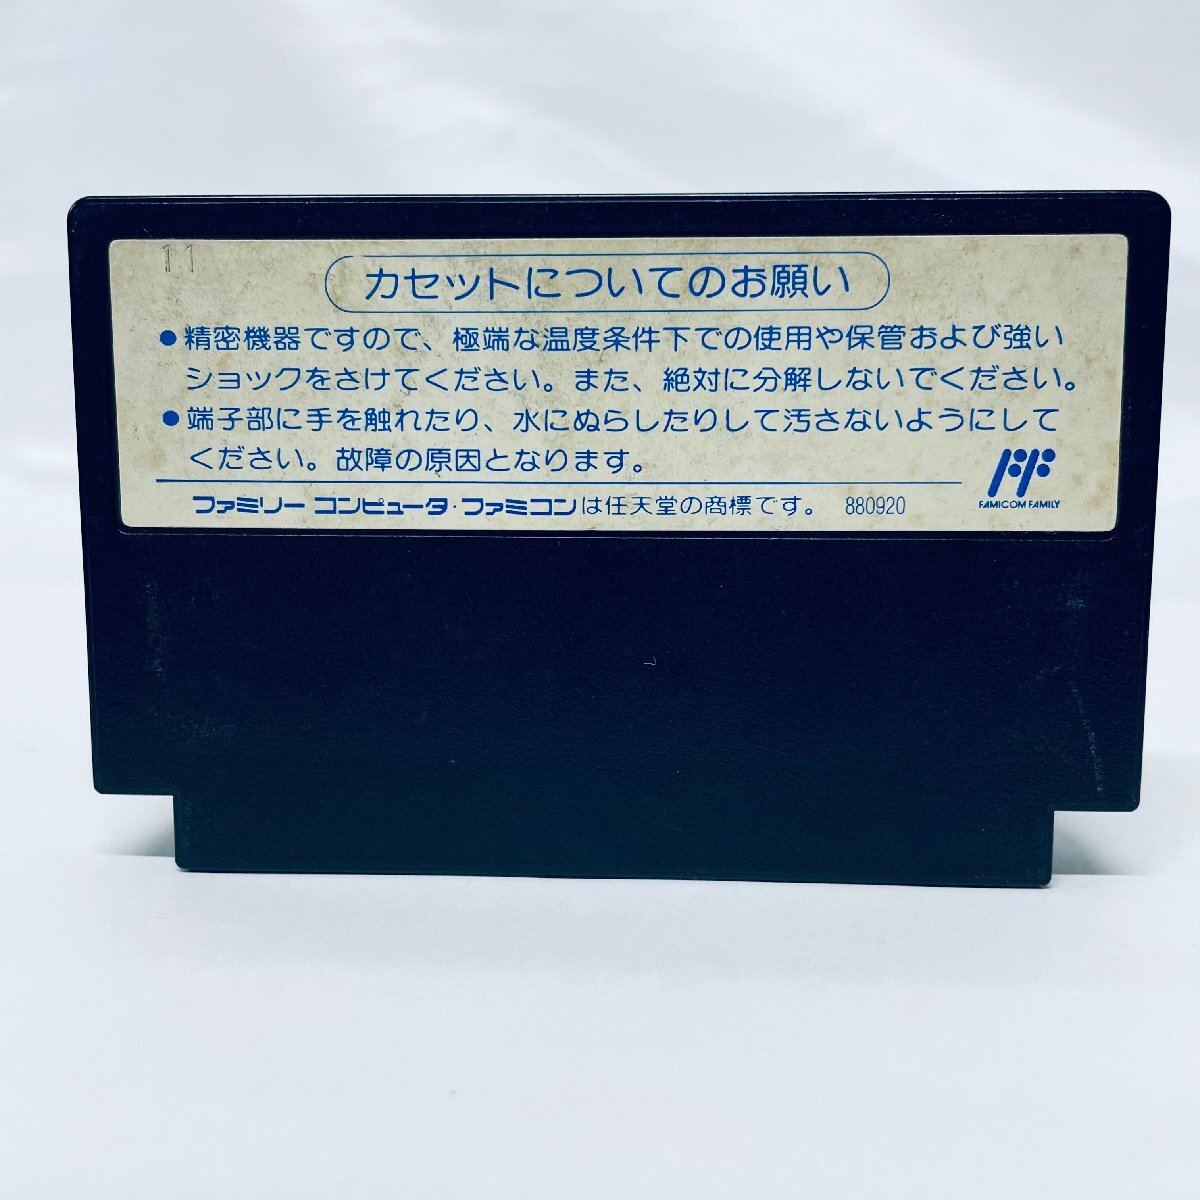 11
カセットについてのお願い
●精密機器ですので、極端な温度条件下での使用や保管および強い
ショックをさけてください。また、絶対に分解しないでください。
●端子部に手を触れたり、水にぬらしたりして汚さないようにして
ください。故障の原因となります。
ファミリーコンピュータ・ファミコンは任天堂の商標です。 880920
FAMICOM FAMILY